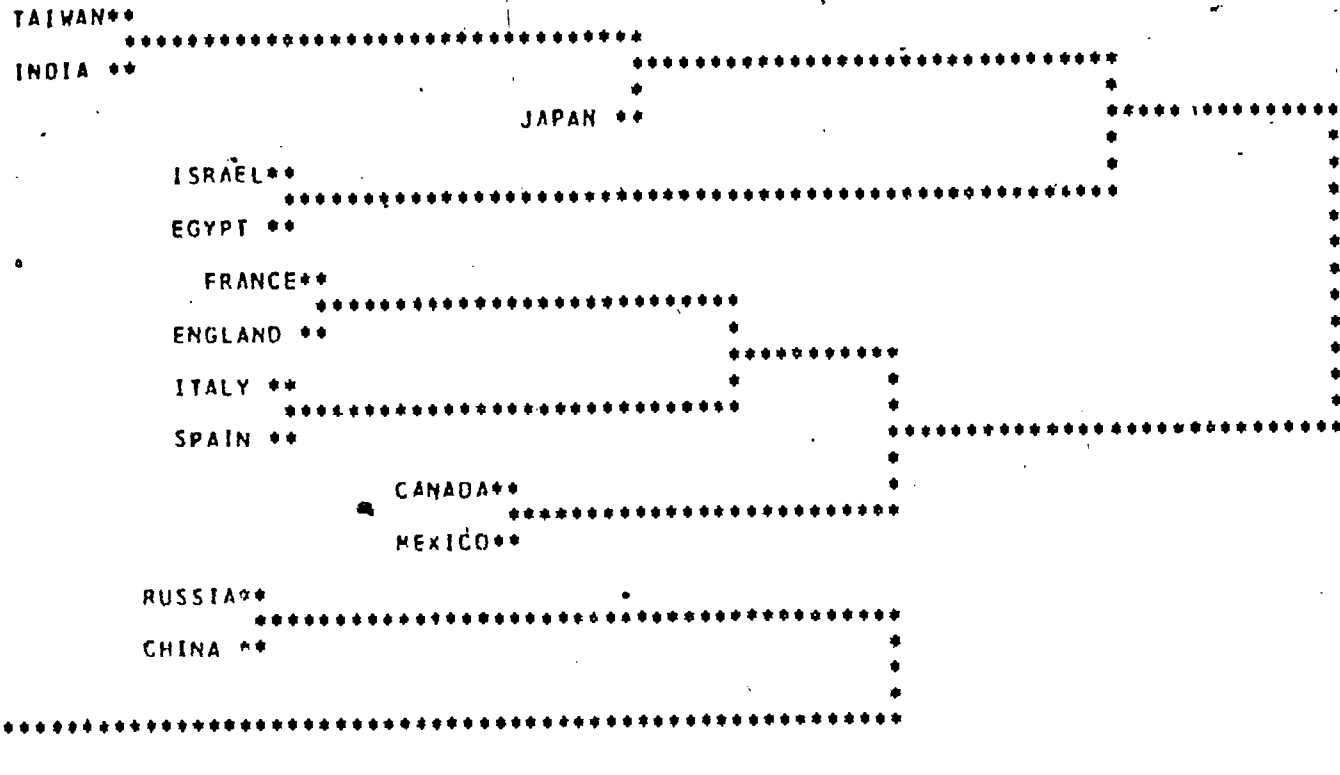 TAIWAN**
INDIA **
JAPAN **
ISRAEL**
EGYPT **
FRANCE**
ENGLAND **
ITALY **
SPAIN **
CANADA**
MEXICO**
RUSSIA**
CHINA **